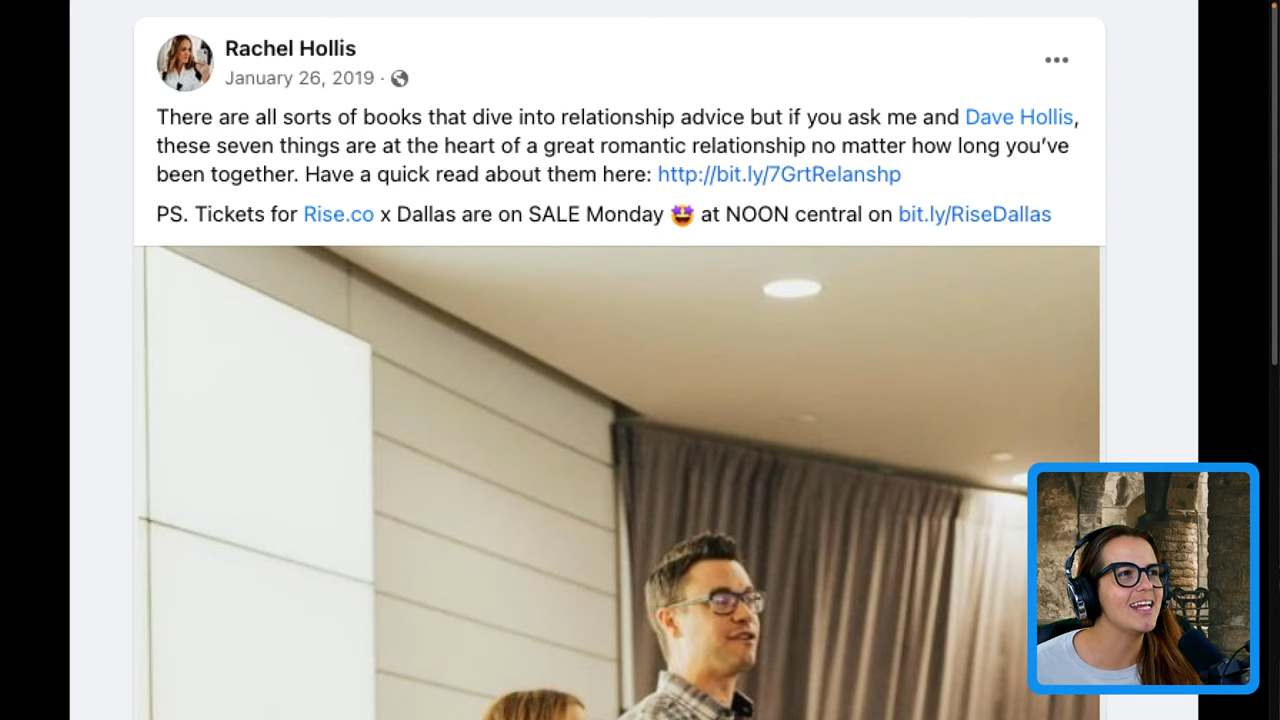 Rachel Hollis
January 26, 2019 ·
There are all sorts of books that dive into relationship advice but if you ask me and Dave Hollis,
these seven things are at the heart of a great romantic relationship no matter how long you’ve
been together. Have a quick read about them here: http://bit.ly/7GrtRelanshp
PS. Tickets for Rise.co x Dallas are on SALE Monday 🤩 at NOON central on bit.ly/RiseDallas